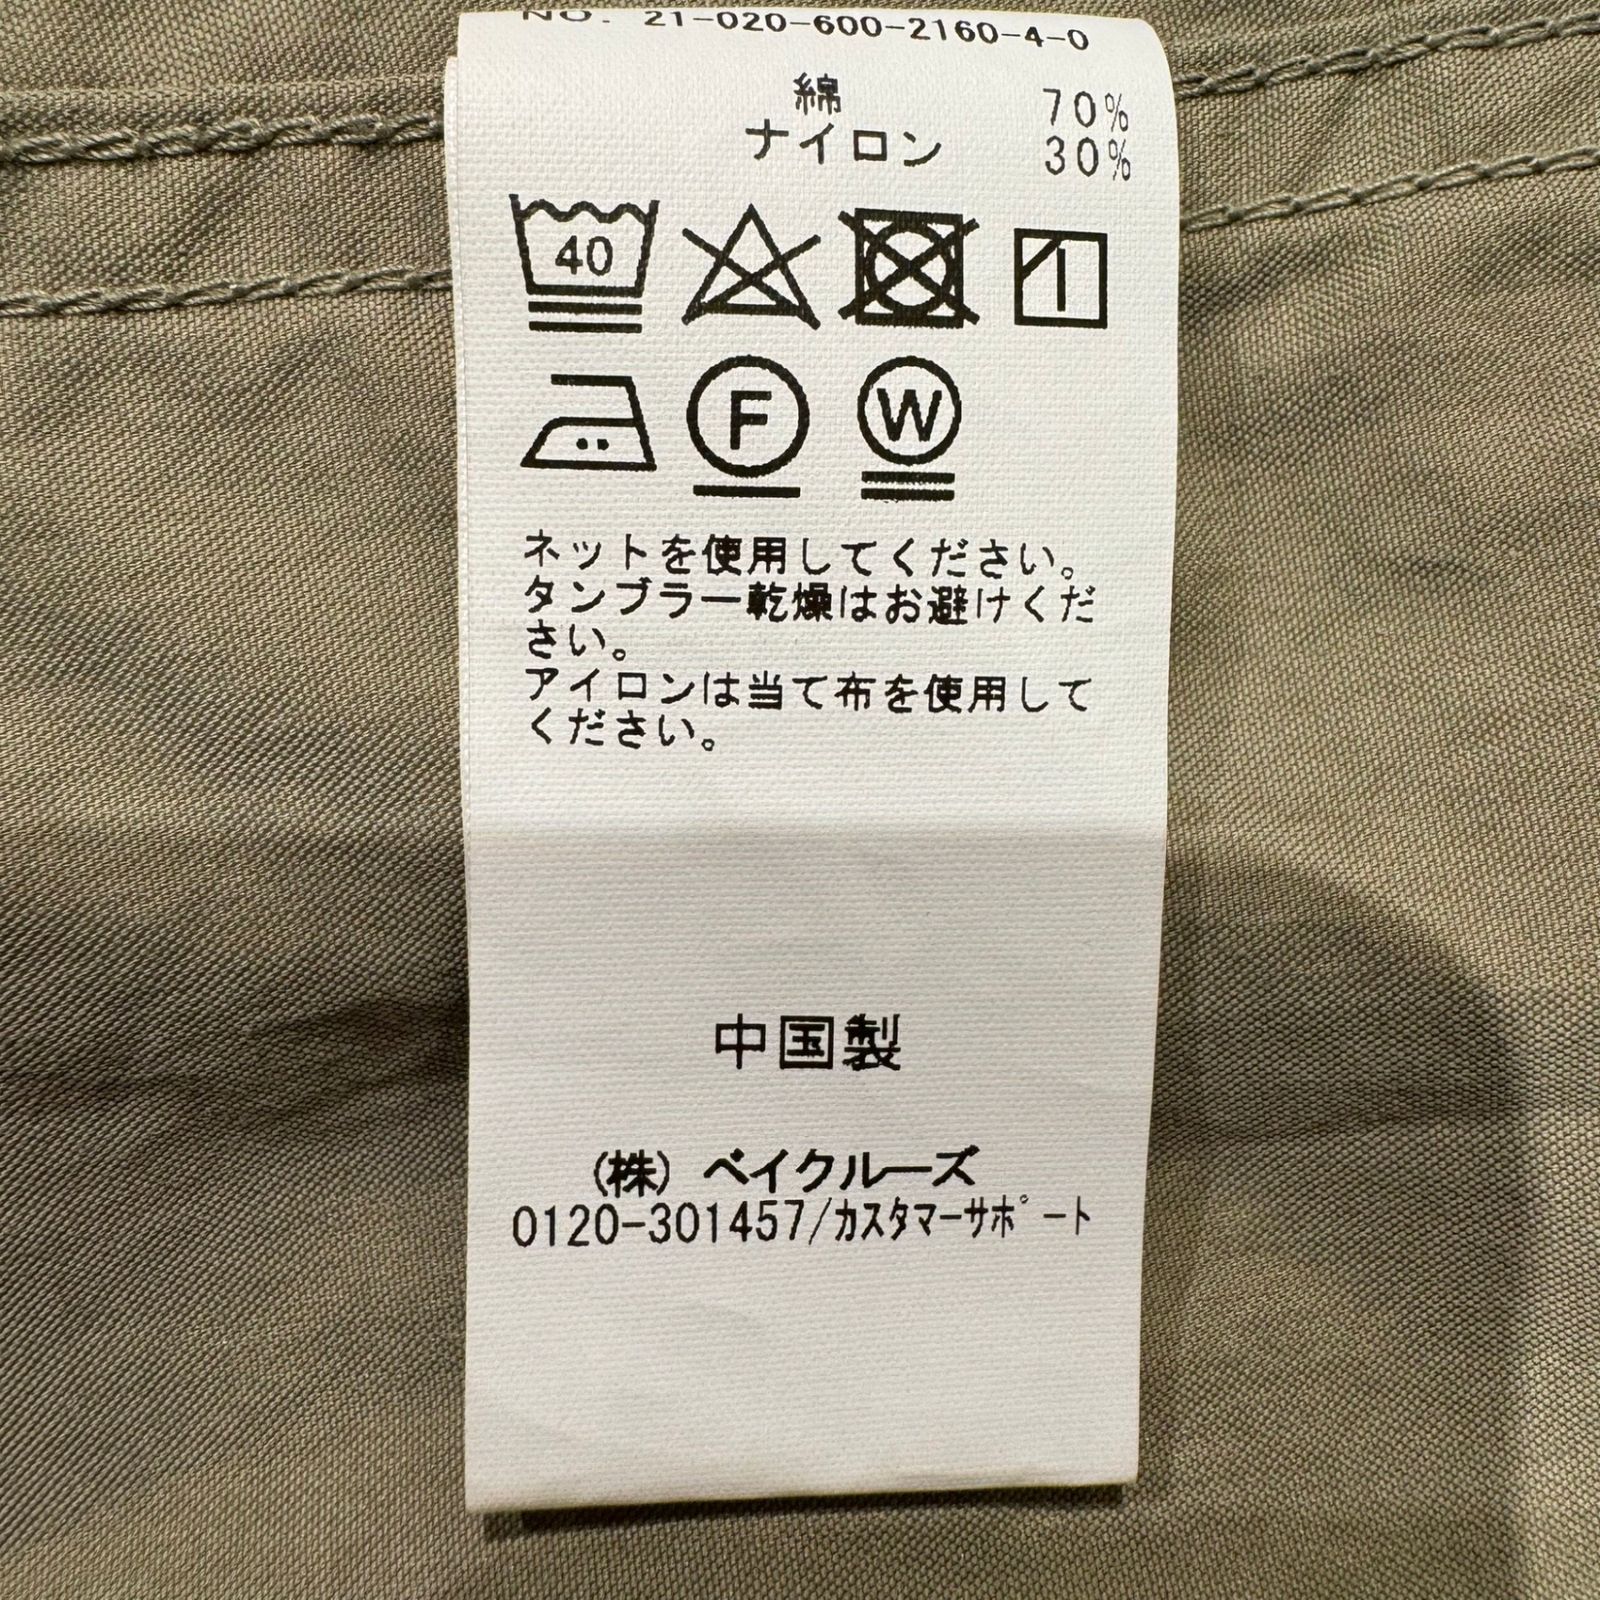 NO. 21-020-600-2160-4-0
綿 70%
ナイロン 30%
40
F W
ネットを使用してください。
タンブラー乾燥はお避けくだ
さい。
アイロンは当て布を使用して
ください。
中国製
(株) ベイクルーズ
0120-301457/ｶｽﾀﾏｰｻﾎﾟｰﾄ